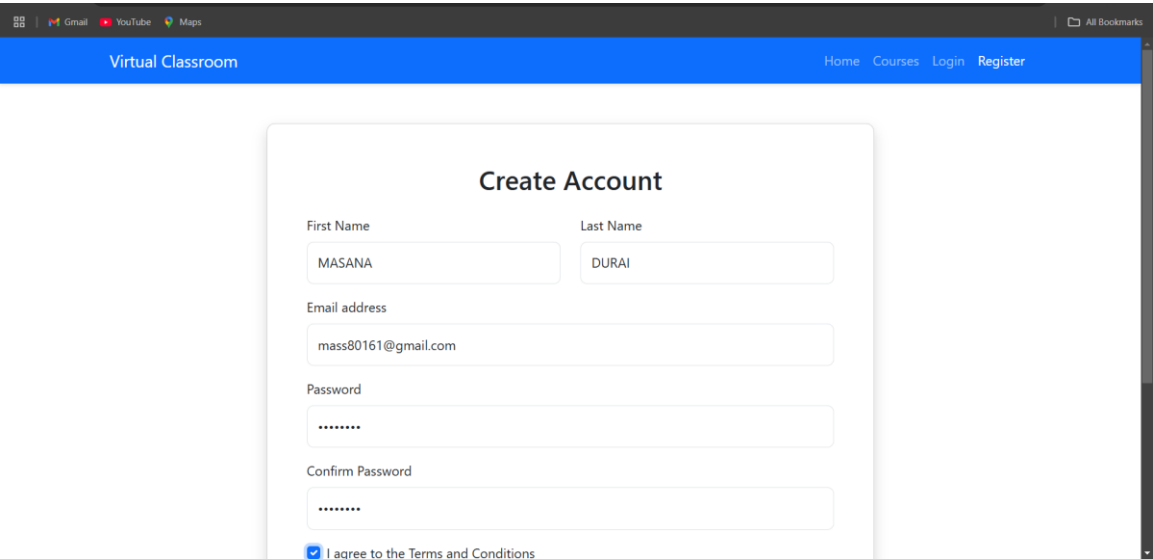 Gmail YouTube Maps All Bookmarks
Virtual Classroom Home Courses Login Register
Create Account
First Name Last Name
MASANA DURAI
Email address
mass80161@gmail.com
Password
••••••••
Confirm Password
••••••••
I agree to the Terms and Conditions